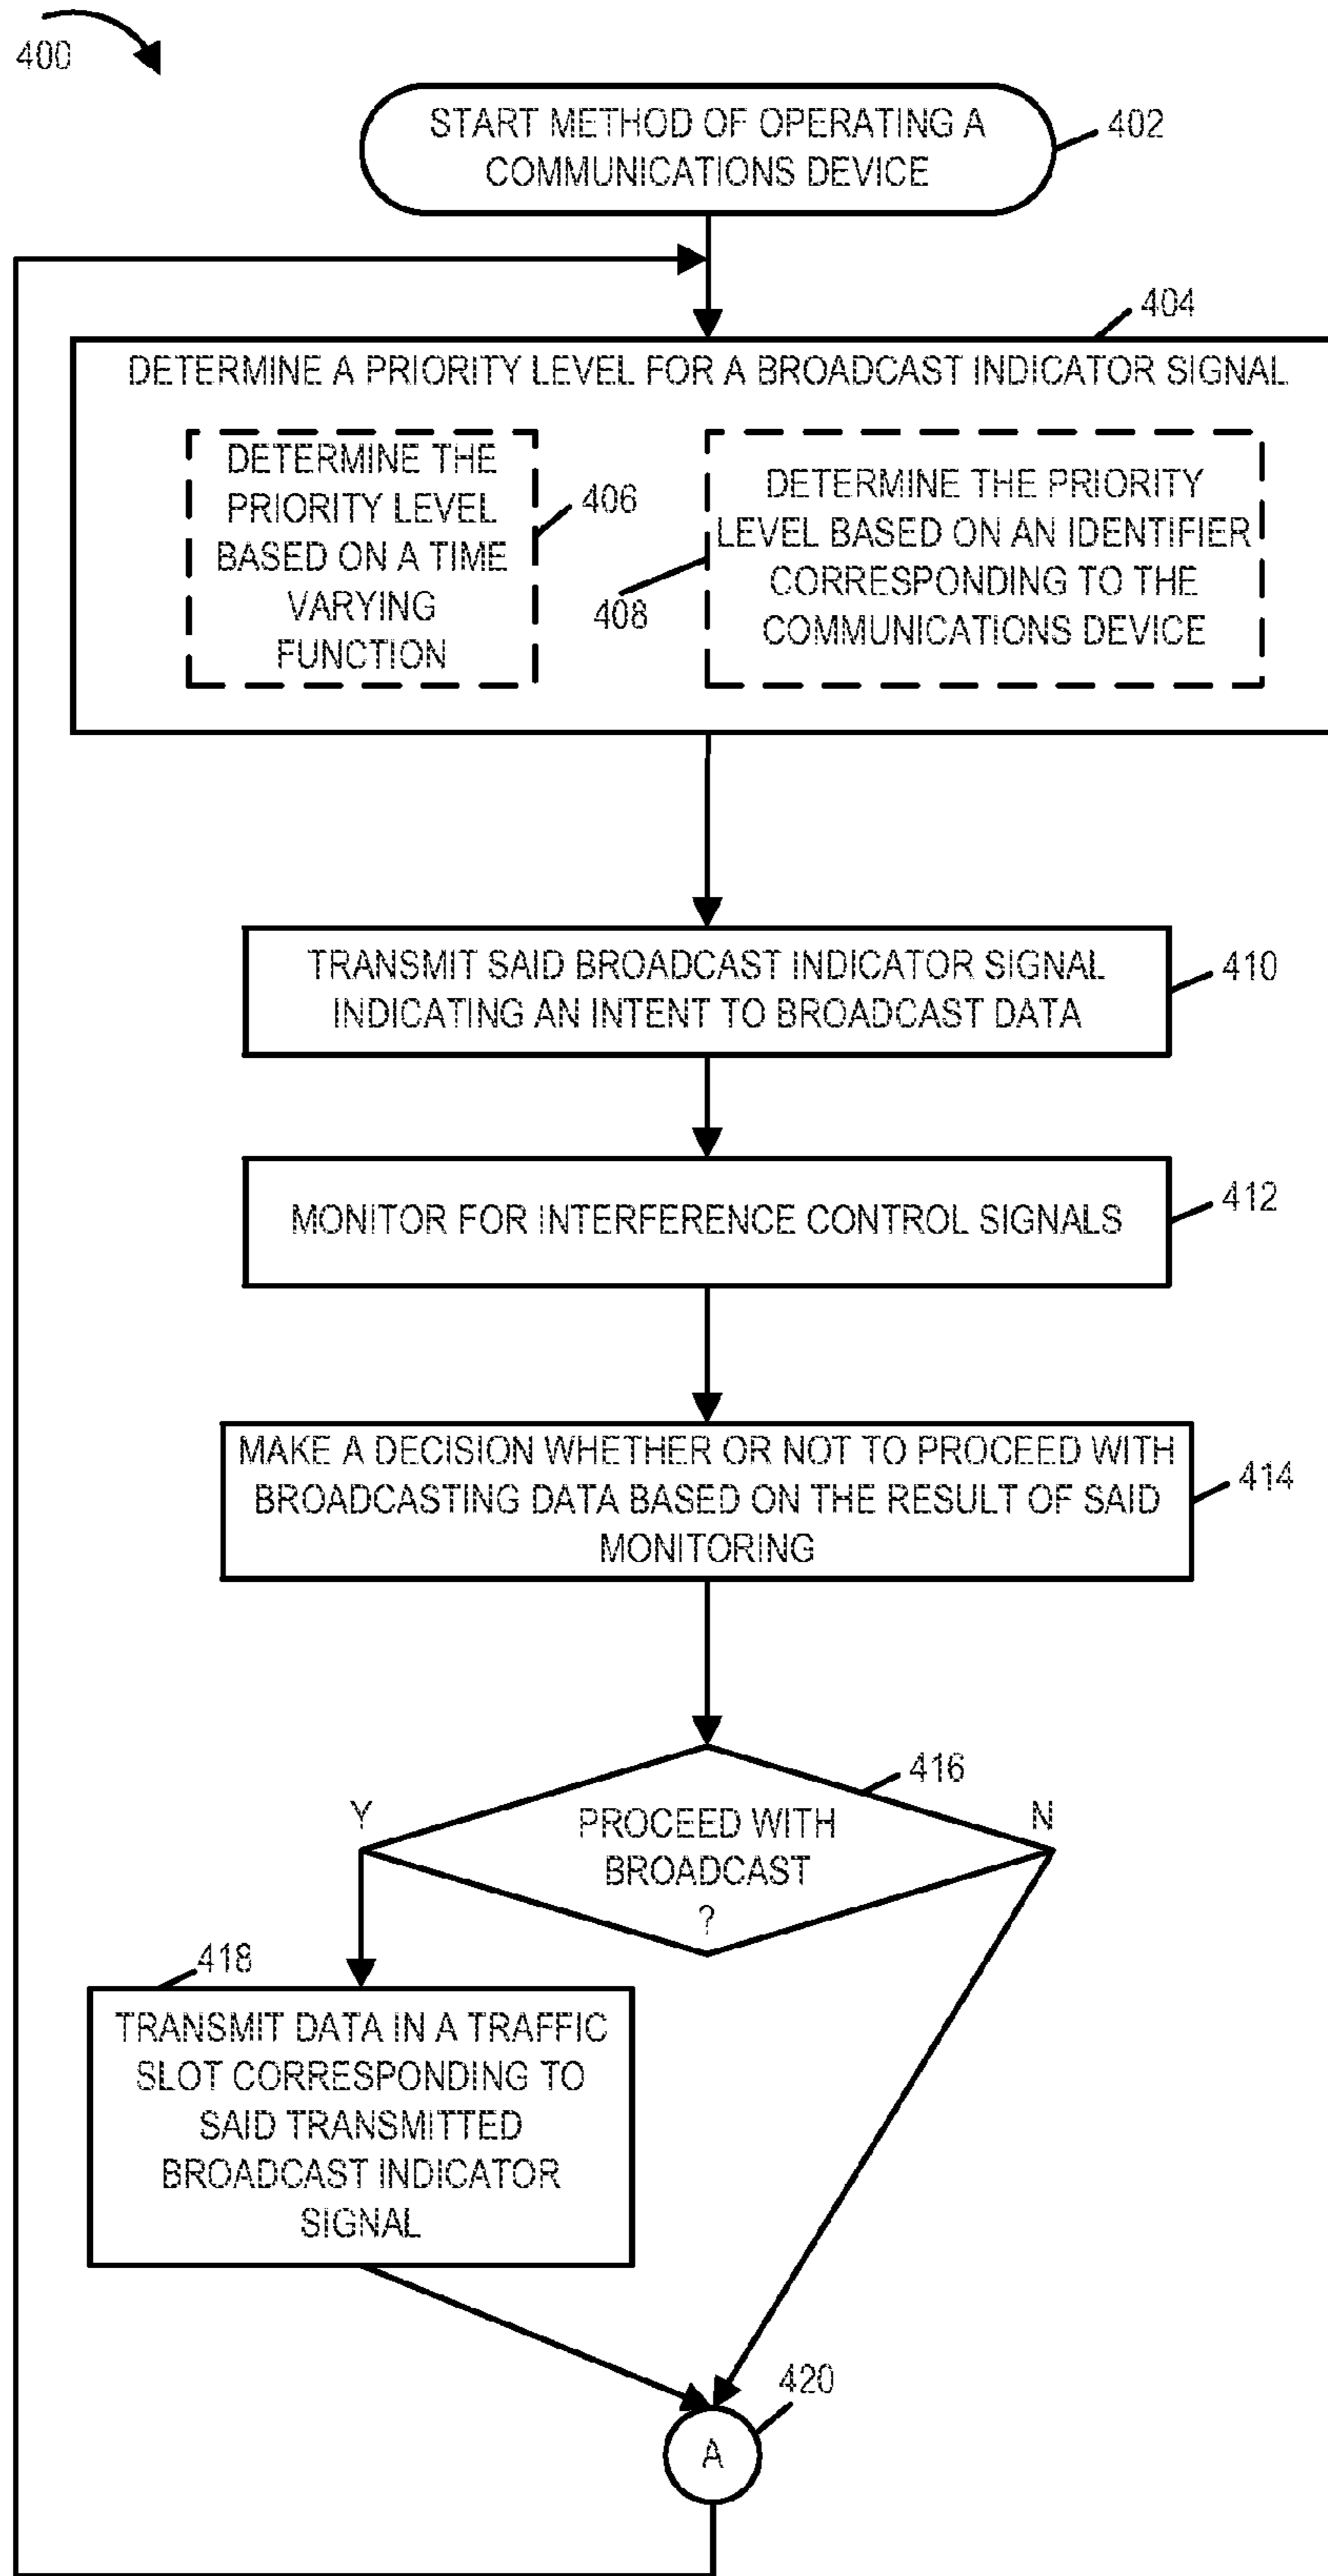 400
START METHOD OF OPERATING A
COMMUNICATIONS DEVICE
402
404
DETERMINE A PRIORITY LEVEL FOR A BROADCAST INDICATOR SIGNAL
DETERMINE THE
PRIORITY LEVEL
BASED ON A TIME
VARYING
FUNCTION
406
408
DETERMINE THE PRIORITY
LEVEL BASED ON AN IDENTIFIER
CORRESPONDING TO THE
COMMUNICATIONS DEVICE
TRANSMIT SAID BROADCAST INDICATOR SIGNAL
INDICATING AN INTENT TO BROADCAST DATA
410
MONITOR FOR INTERFERENCE CONTROL SIGNALS
412
MAKE A DECISION WHETHER OR NOT TO PROCEED WITH
BROADCASTING DATA BASED ON THE RESULT OF SAID
MONITORING
414
416
Y
PROCEED WITH
BROADCAST
?
N
418
TRANSMIT DATA IN A TRAFFIC
SLOT CORRESPONDING TO
SAID TRANSMITTED
BROADCAST INDICATOR
SIGNAL
420
A